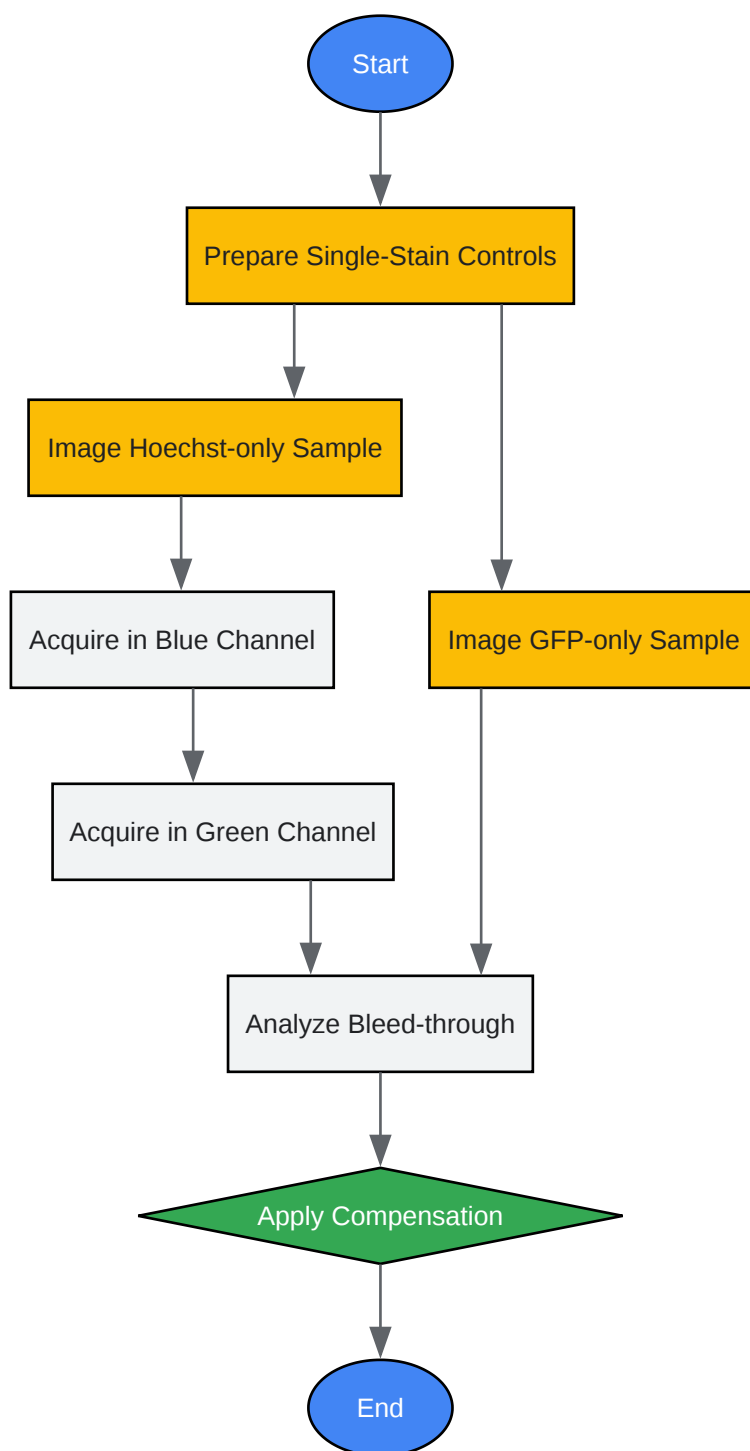 Start
Prepare Single-Stain Controls
Image Hoechst-only Sample
Acquire in Blue Channel
Image GFP-only Sample
Acquire in Green Channel
Analyze Bleed-through
Apply Compensation
End